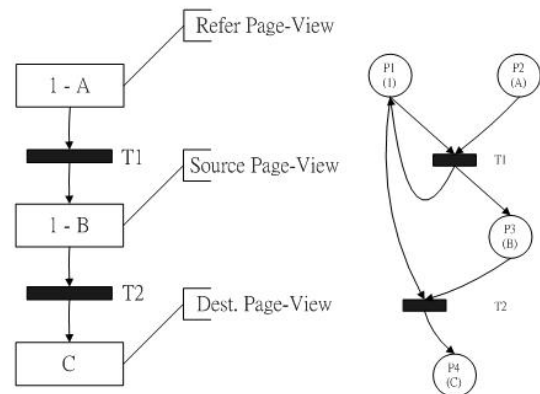 Refer Page-View
1 - A
T1
Source Page-View
1 - B
T2
Dest. Page-View
C
P1
(1)
P2
(A)
T1
P3
(B)
T2
P4
(C)